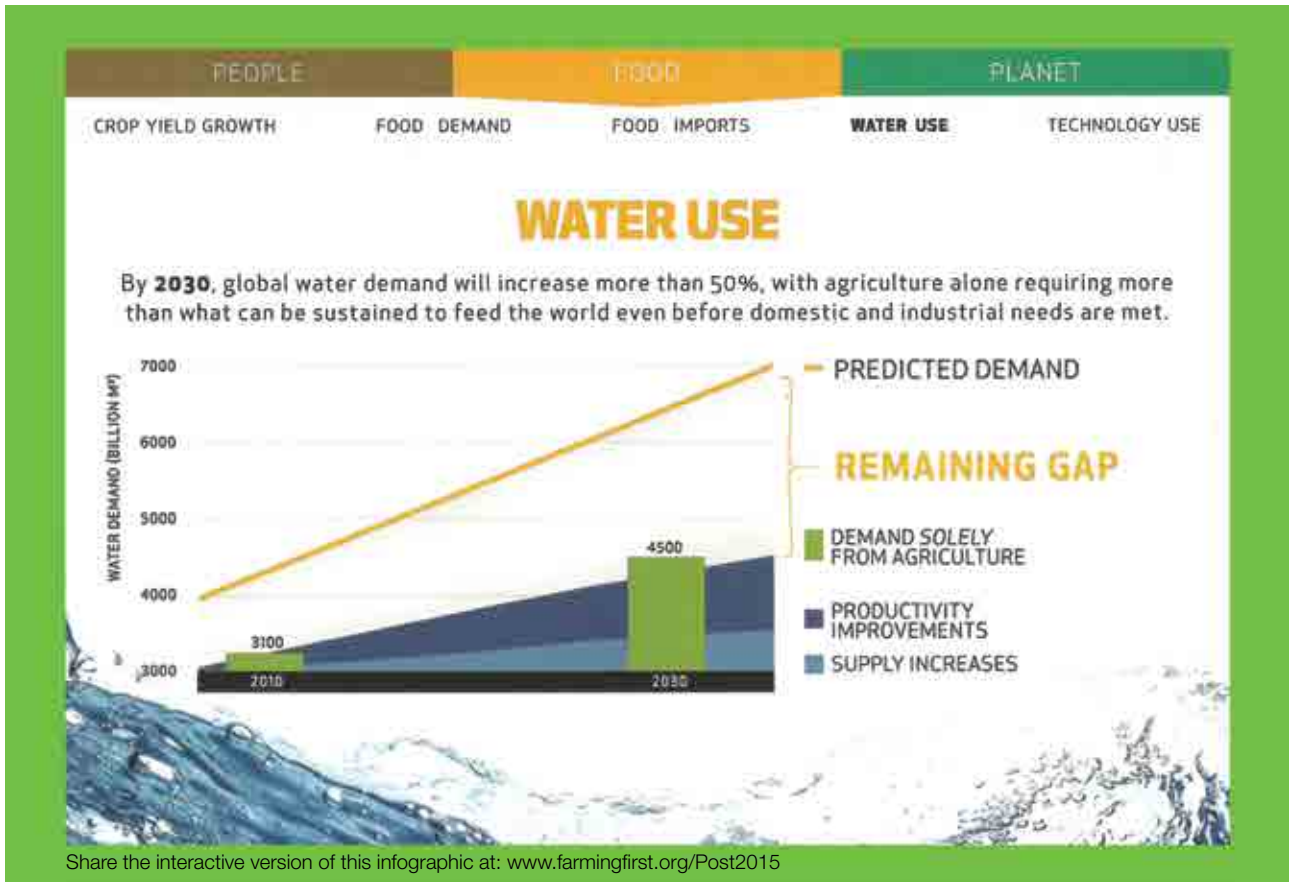 PEOPLE FOOD PLANET
CROP YIELD GROWTH FOOD DEMAND FOOD IMPORTS WATER USE TECHNOLOGY USE
WATER USE
By 2030, global water demand will increase more than 50%, with agriculture alone requiring more
than what can be sustained to feed the world even before domestic and industrial needs are met.
WATER DEMAND (BILLION M³)
7000
6000
5000
4000
3000
3100
4500
2010 2030
PREDICTED DEMAND
REMAINING GAP
DEMAND SOLELY
FROM AGRICULTURE
PRODUCTIVITY
IMPROVEMENTS
SUPPLY INCREASES
Share the interactive version of this infographic at: www.farmingfirst.org/Post2015